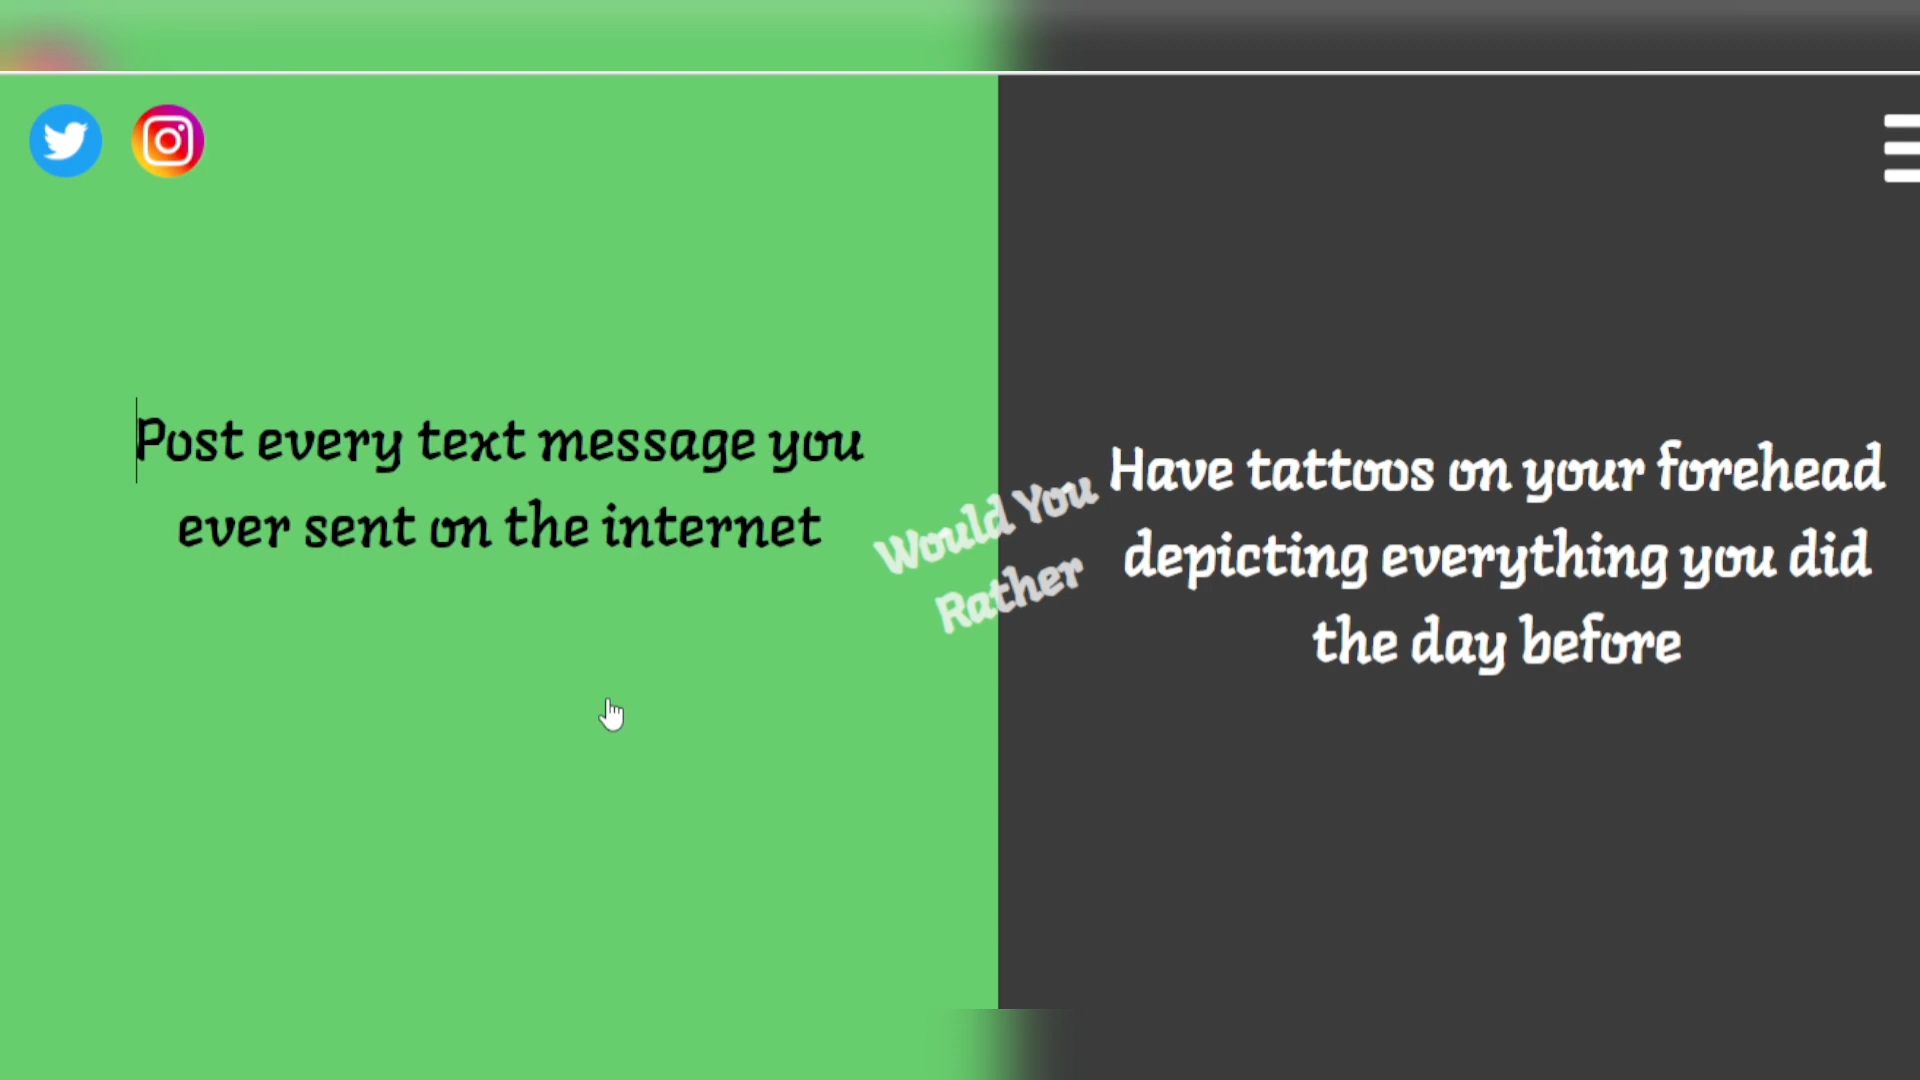 Post every text message you
ever sent on the internet
Would You
Rather
Have tattoos on your forehead
depicting everything you did
the day before